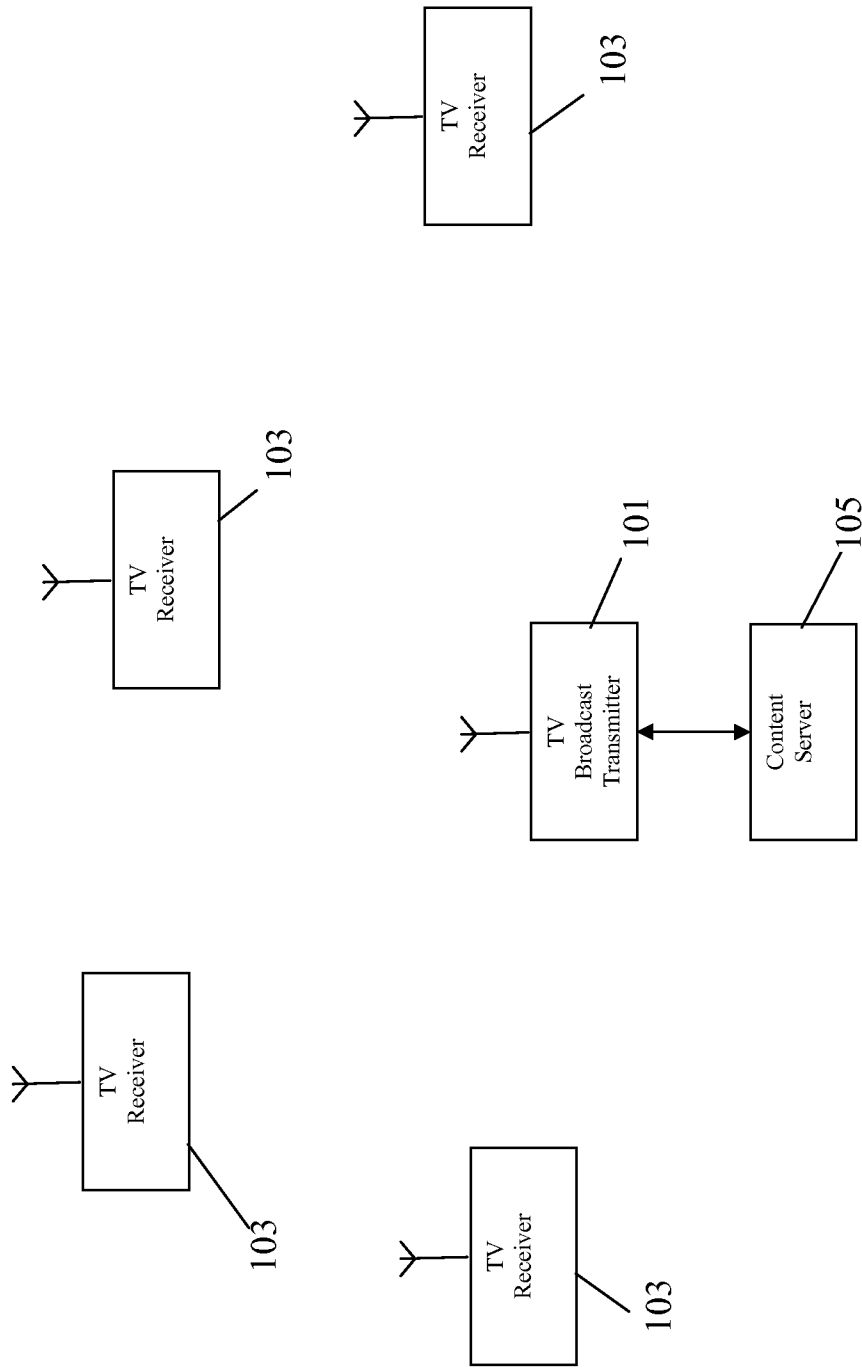 TV
Receiver
103
TV
Receiver
103
TV
Receiver
103
TV
Receiver
103
TV
Broadcast
Transmitter
101
Content
Server
105